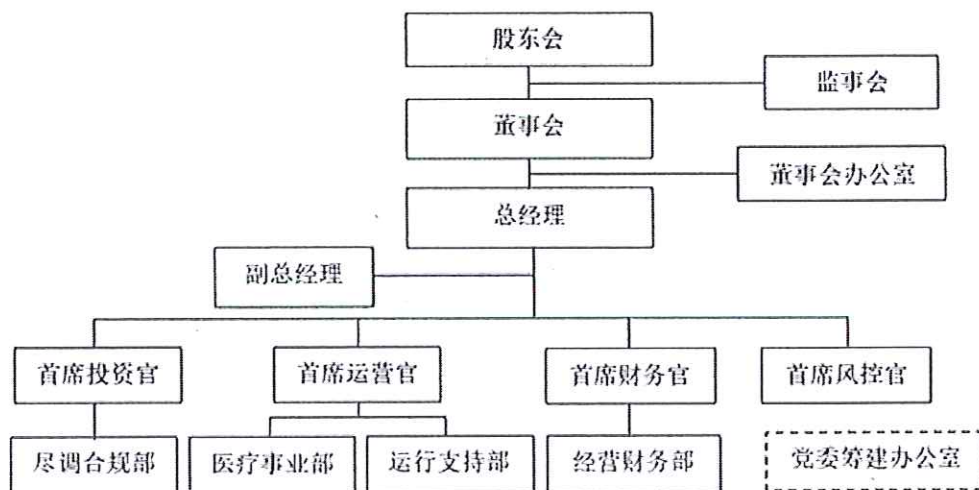 股东会
监事会
董事会
董事会办公室
总经理
副总经理
首席投资官
首席运营官
首席财务官
首席风控官
尽调合规部
医疗事业部
运行支持部
经营财务部
党委筹建办公室